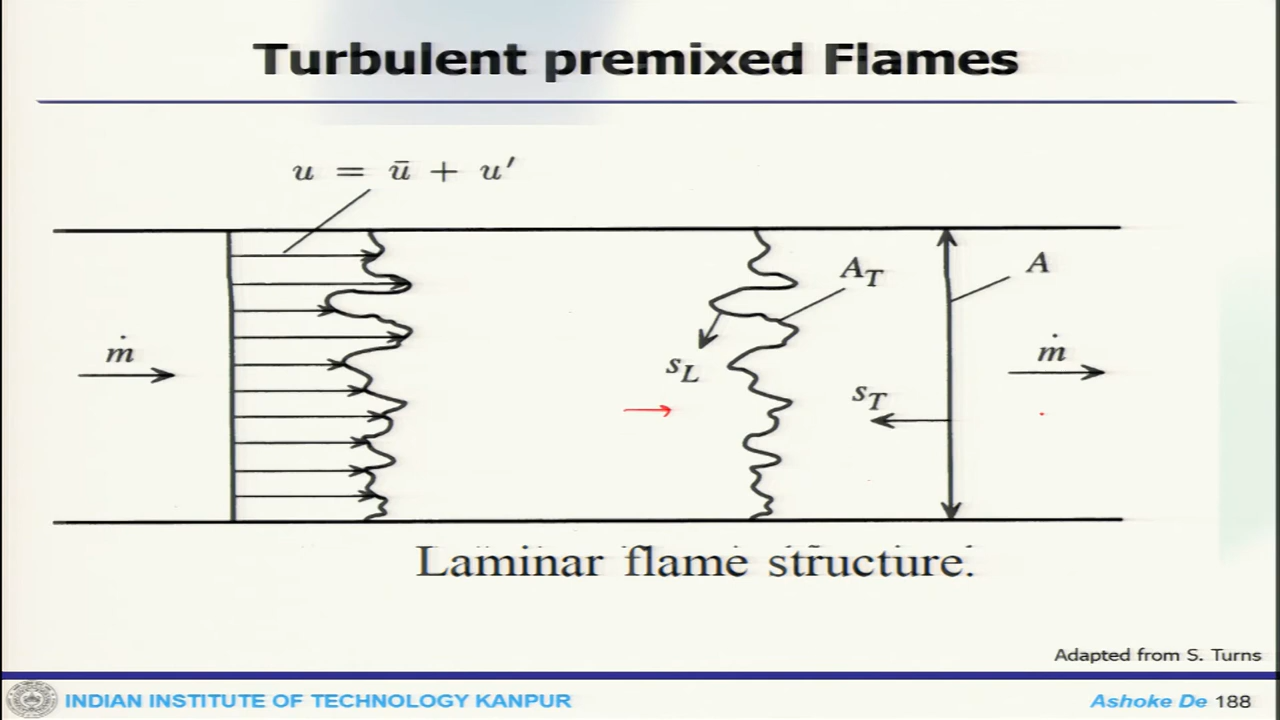 Turbulent premixed Flames
u = ū + u′
A_T
A
ṁ
s_L
s_T
ṁ
Laminar flame structure.
Adapted from S. Turns
INDIAN INSTITUTE OF TECHNOLOGY KANPUR
Ashoke De 188